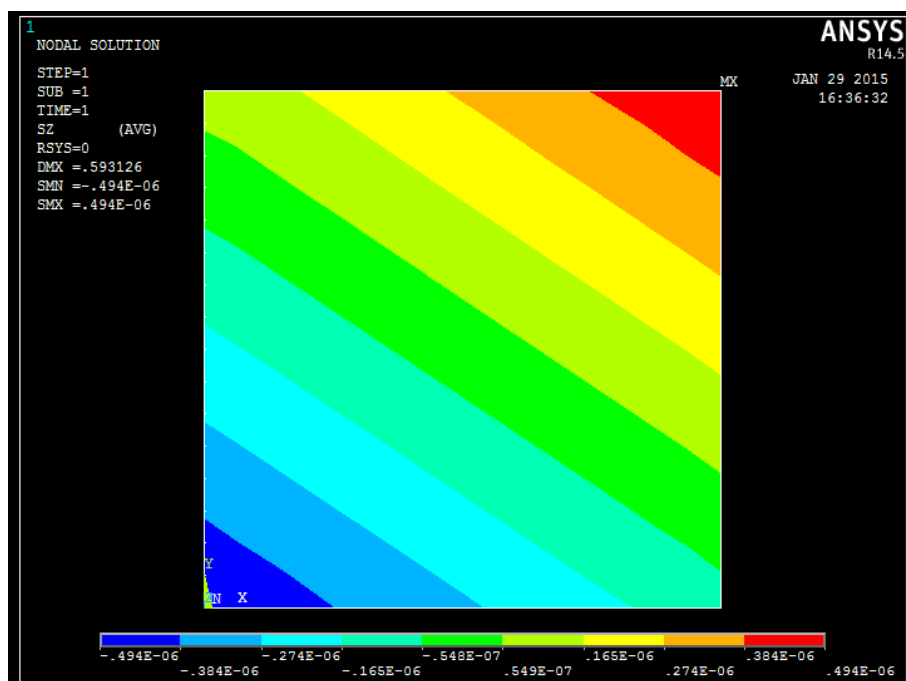 1
NODAL SOLUTION
STEP=1
SUB =1
TIME=1
SZ (AVG)
RSYS=0
DMX =.593126
SMN =-.494E-06
SMX =.494E-06
ANSYS
R14.5
JAN 29 2015
16:36:32
MX
Y
X
-.494E-06 -.274E-06 -.548E-07 .165E-06 .384E-06
-.384E-06 -.165E-06 .549E-07 .274E-06 .494E-06